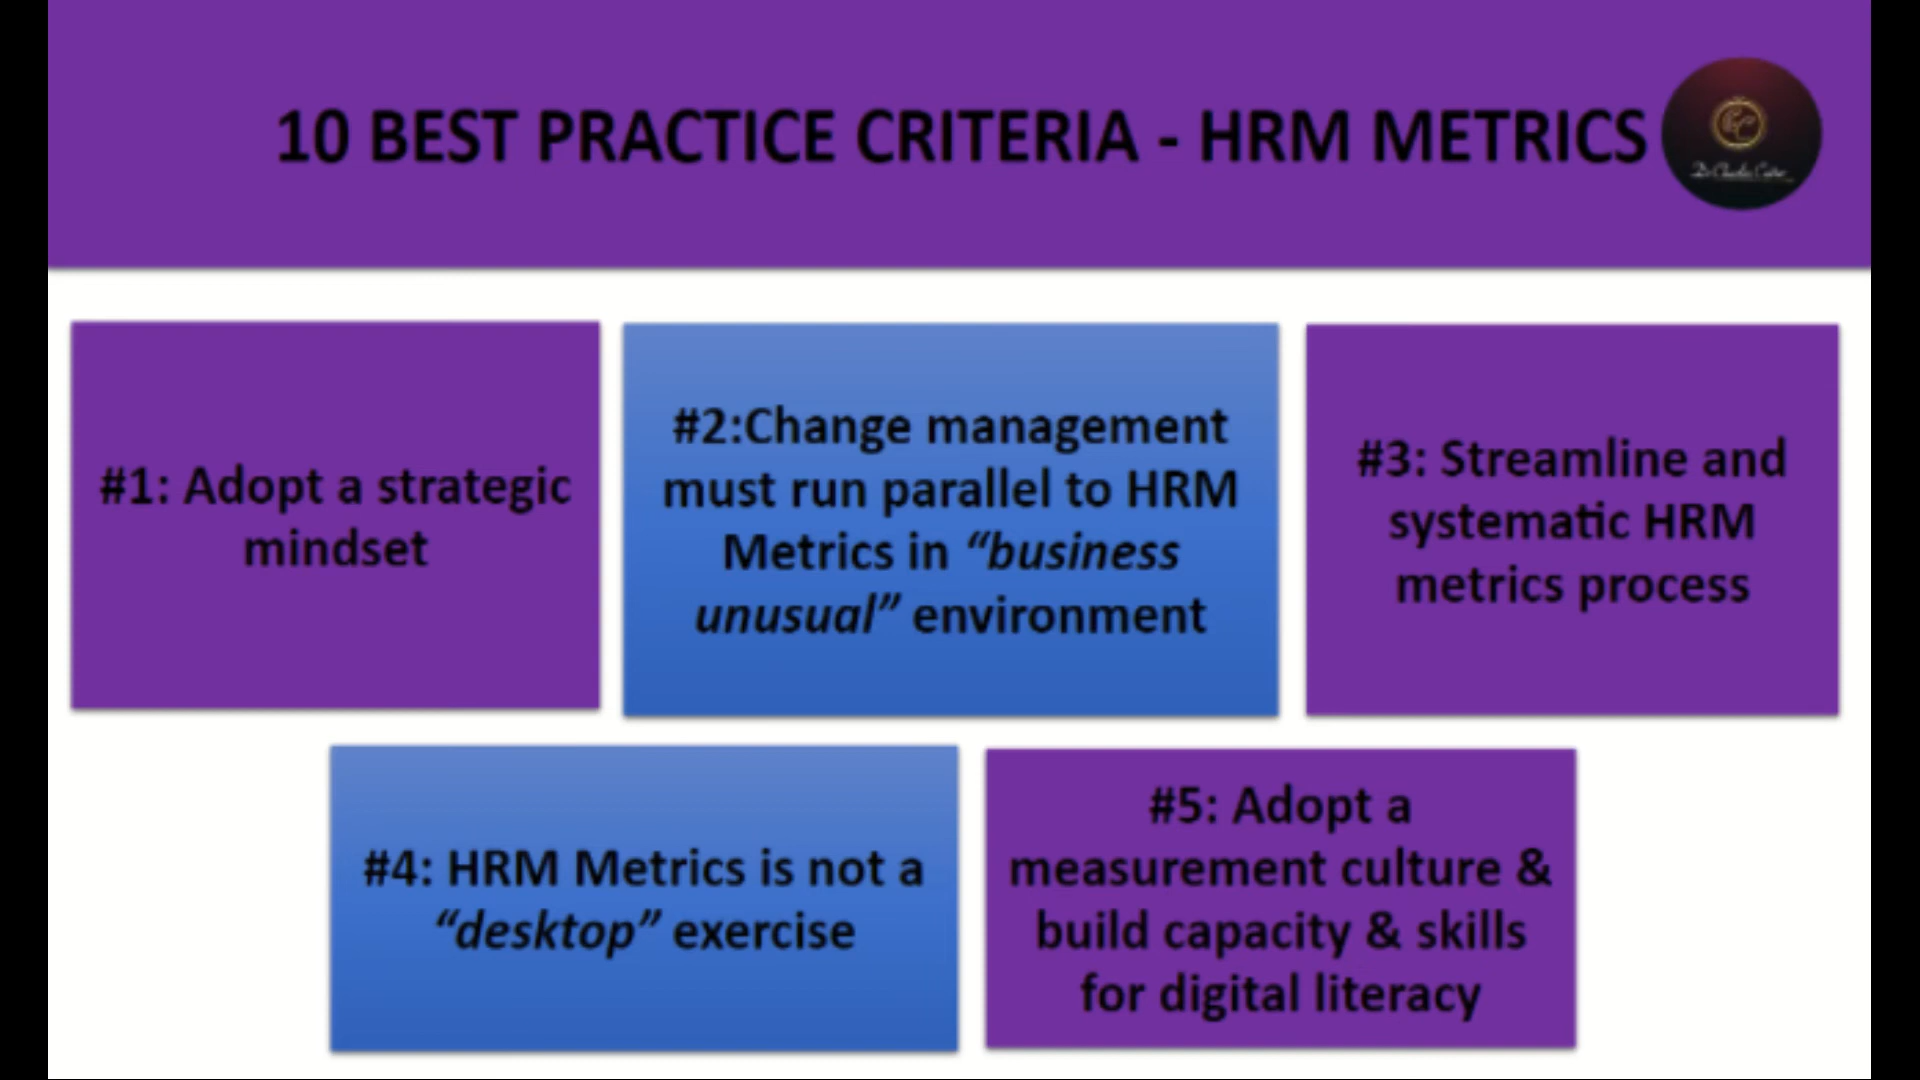 10 BEST PRACTICE CRITERIA - HRM METRICS
#1: Adopt a strategic
mindset
#2:Change management
must run parallel to HRM
Metrics in “business
unusual” environment
#3: Streamline and
systematic HRM
metrics process
#4: HRM Metrics is not a
“desktop” exercise
#5: Adopt a
measurement culture &
build capacity & skills
for digital literacy